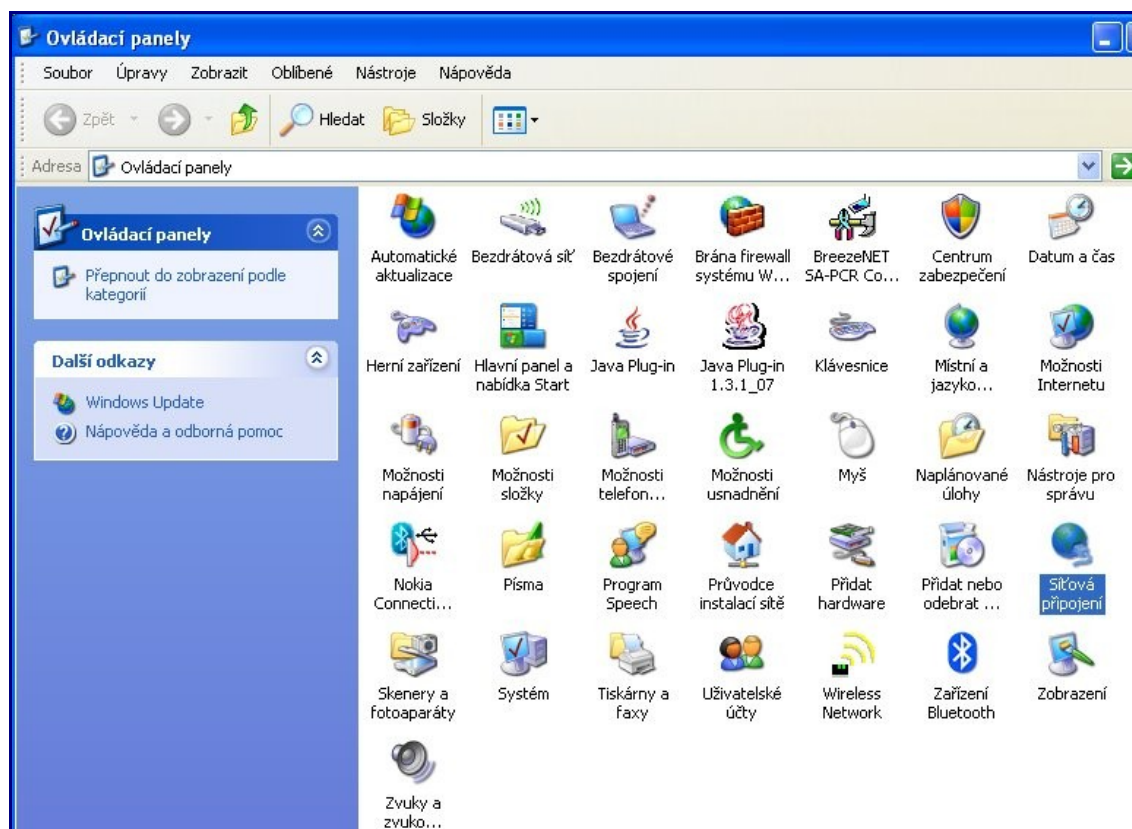 Ovládací panely
Soubor Úpravy Zobrazit Oblíbené Nástroje Nápověda
Zpět Hledat Složky
Adresa Ovládací panely
Ovládací panely
Přepnout do zobrazení podle
kategorií
Další odkazy
Windows Update
Nápověda a odborná pomoc
Automatické
aktualizace
Bezdrátová síť
Bezdrátové
spojení
Brána firewall
systému W...
BreezeNET
SA-PCR Co...
Centrum
zabezpečení
Datum a čas
Herní zařízení
Hlavní panel a
nabídka Start
Java Plug-in
Java Plug-in
1.3.1_07
Klávesnice
Místní a
jazyko...
Možnosti
Internetu
Možnosti
napájení
Možnosti
složky
Možnosti
telefon...
Možnosti
usnadnění
Myš
Naplánované
úlohy
Nástroje pro
správu
Nokia
Connecti...
Písma
Program
Speech
Průvodce
instalací sítě
Přidat
hardware
Přidat nebo
odebrat ...
Síťová
připojení
Skenery a
fotoaparáty
Systém
Tiskárny a
faxy
Uživatelské
účty
Wireless
Network
Zařízení
Bluetooth
Zobrazení
Zvuky a
zvuko...